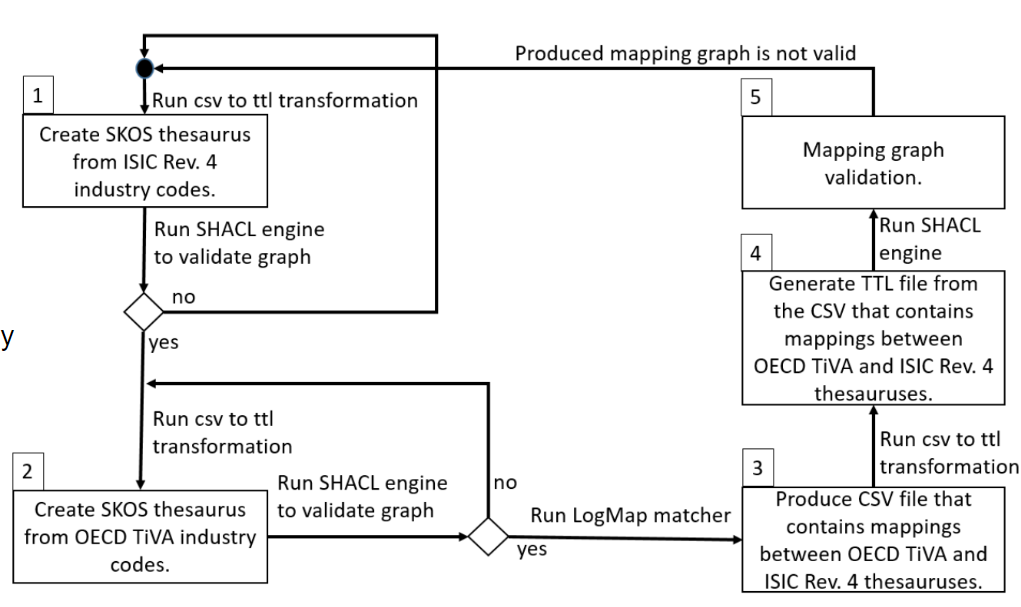 Produced mapping graph is not valid
1
Run csv to ttl transformation
Create SKOS thesaurus
from ISIC Rev. 4
industry codes.
Run SHACL engine
to validate graph
no
yes
y
Run csv to ttl
transformation
2
Create SKOS thesaurus
from OECD TiVA industry
codes.
Run SHACL engine
to validate graph
no
yes
Run LogMap matcher
3
Produce CSV file that
contains mappings
between OECD TiVA and
ISIC Rev. 4 thesauruses.
Run csv to ttl
transformation
4
Generate TTL file from
the CSV that contains
mappings between
OECD TiVA and ISIC Rev. 4
thesauruses.
Run SHACL
engine
5
Mapping graph
validation.